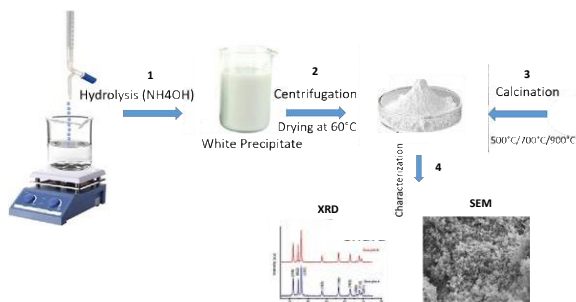 1
Hydrolysis (NH4OH)
2
Centrifugation
Drying at 60°C
White Precipitate
3
Calcination
500°C/700°C/900°C
4
Characterization
XRD
SEM